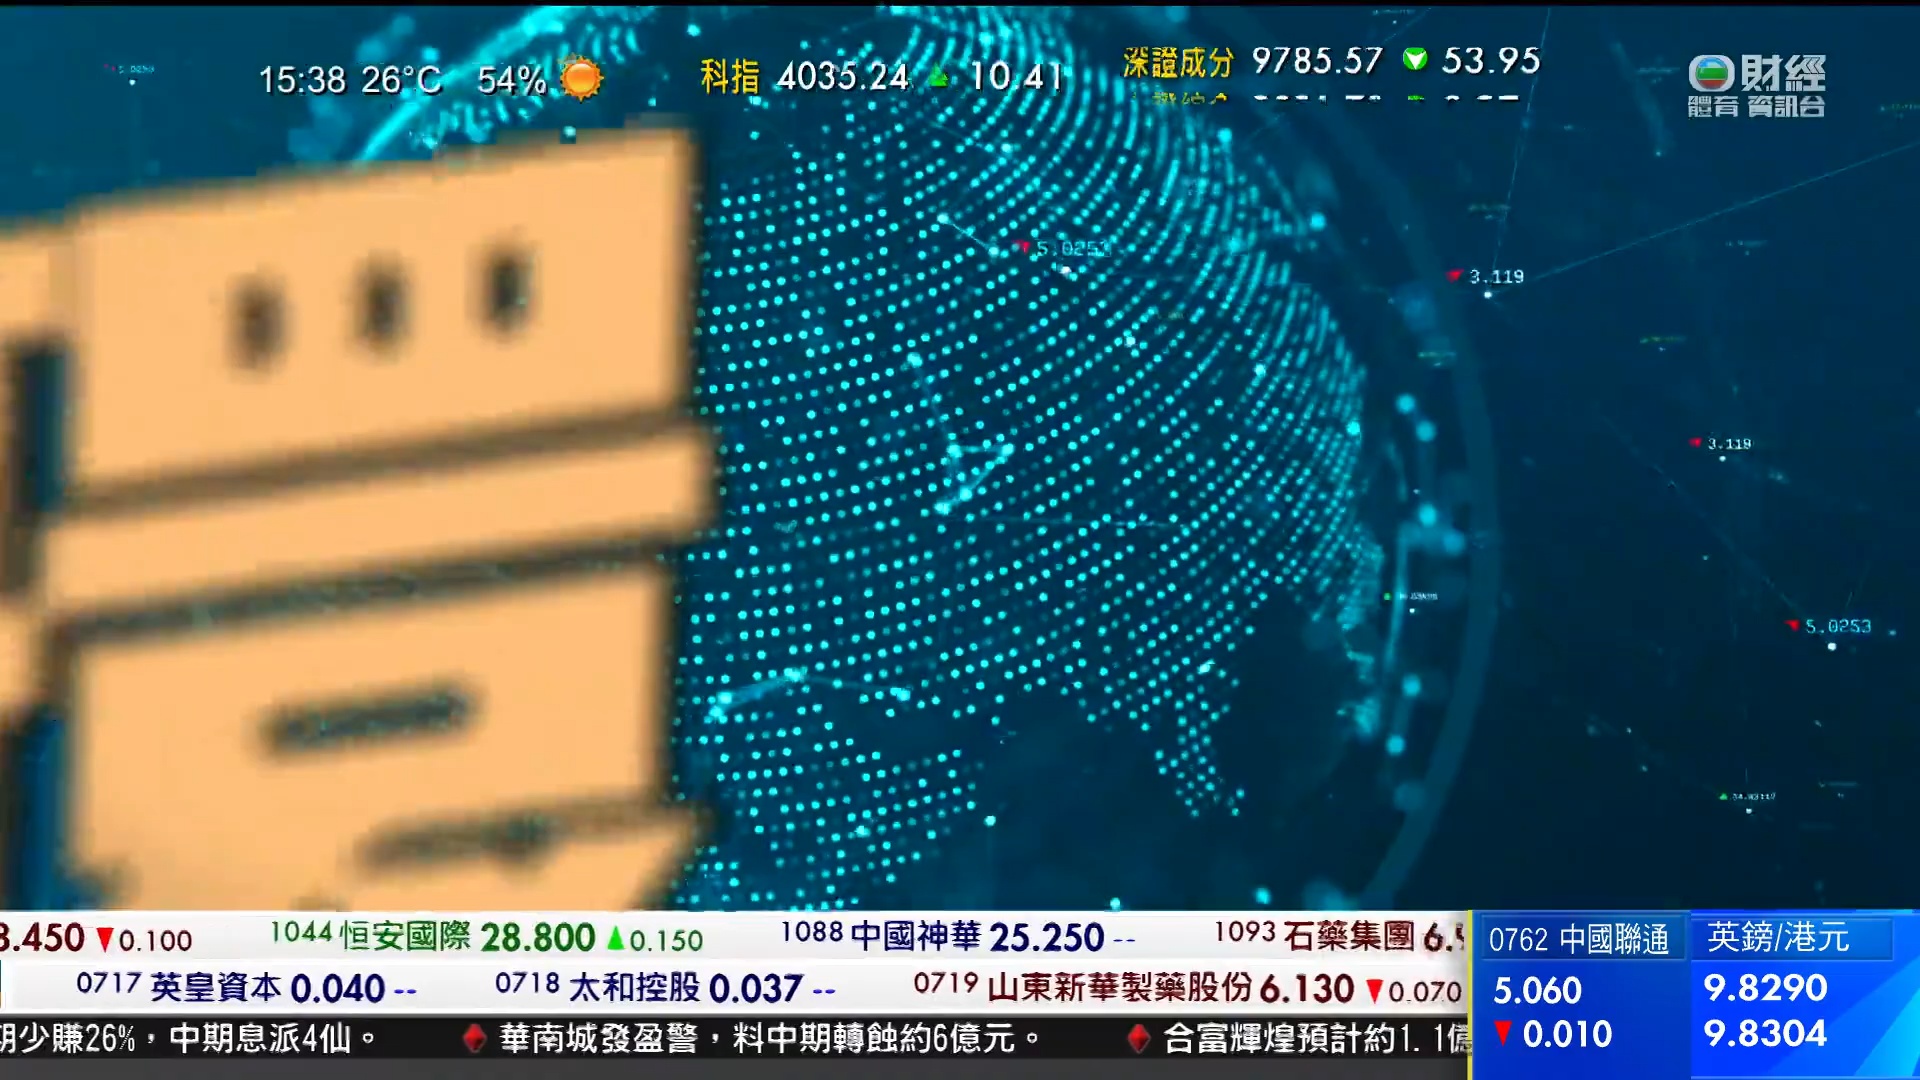 15:38 26°C 54%
科指 4035.24 ▲ 10.41
深證成分 9785.57 ▼ 53.95
財經
體育 資訊台
5.0253
3.119
3.119
5.0253
3.450 ▼0.100 1044 恒安國際 28.800 ▲0.150 1088 中國神華 25.250 -- 1093 石藥集團
0717 英皇資本 0.040 -- 0718 太和控股 0.037 -- 0719 山東新華製藥股份 6.130 ▼0.070
期少賺26%，中期息派4仙。 華南城發盈警，料中期轉蝕約6億元。 合富輝煌預計約1.1億
0762 中國聯通
5.060
▼ 0.010
英鎊/港元
9.8290
9.8304